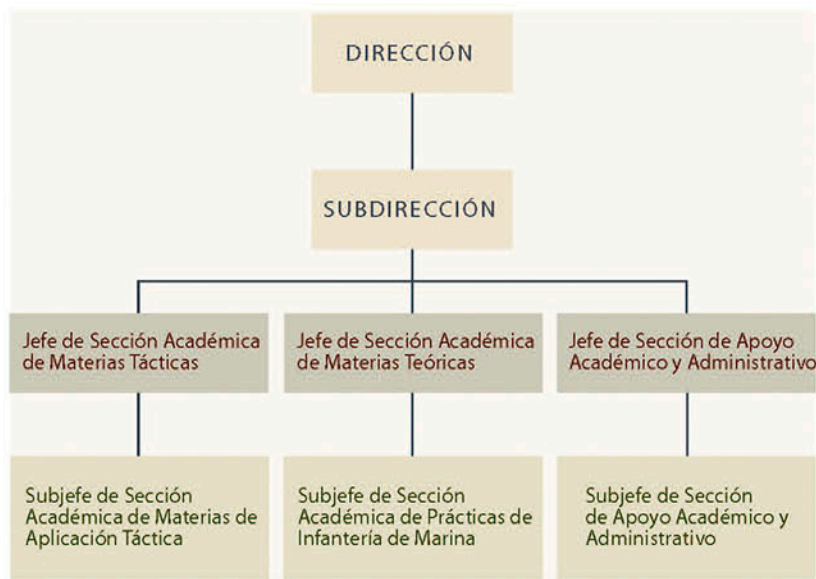 DIRECCIÓN
SUBDIRECCIÓN
Jefe de Sección Académica
de Materias Tácticas
Jefe de Sección Académica
de Materias Teóricas
Jefe de Sección de Apoyo
Académico y Administrativo
Subjefe de Sección
Académica de Materias de
Aplicación Táctica
Subjefe de Sección
Académica de Prácticas de
Infantería de Marina
Subjefe de Sección
de Apoyo Académico y
Administrativo